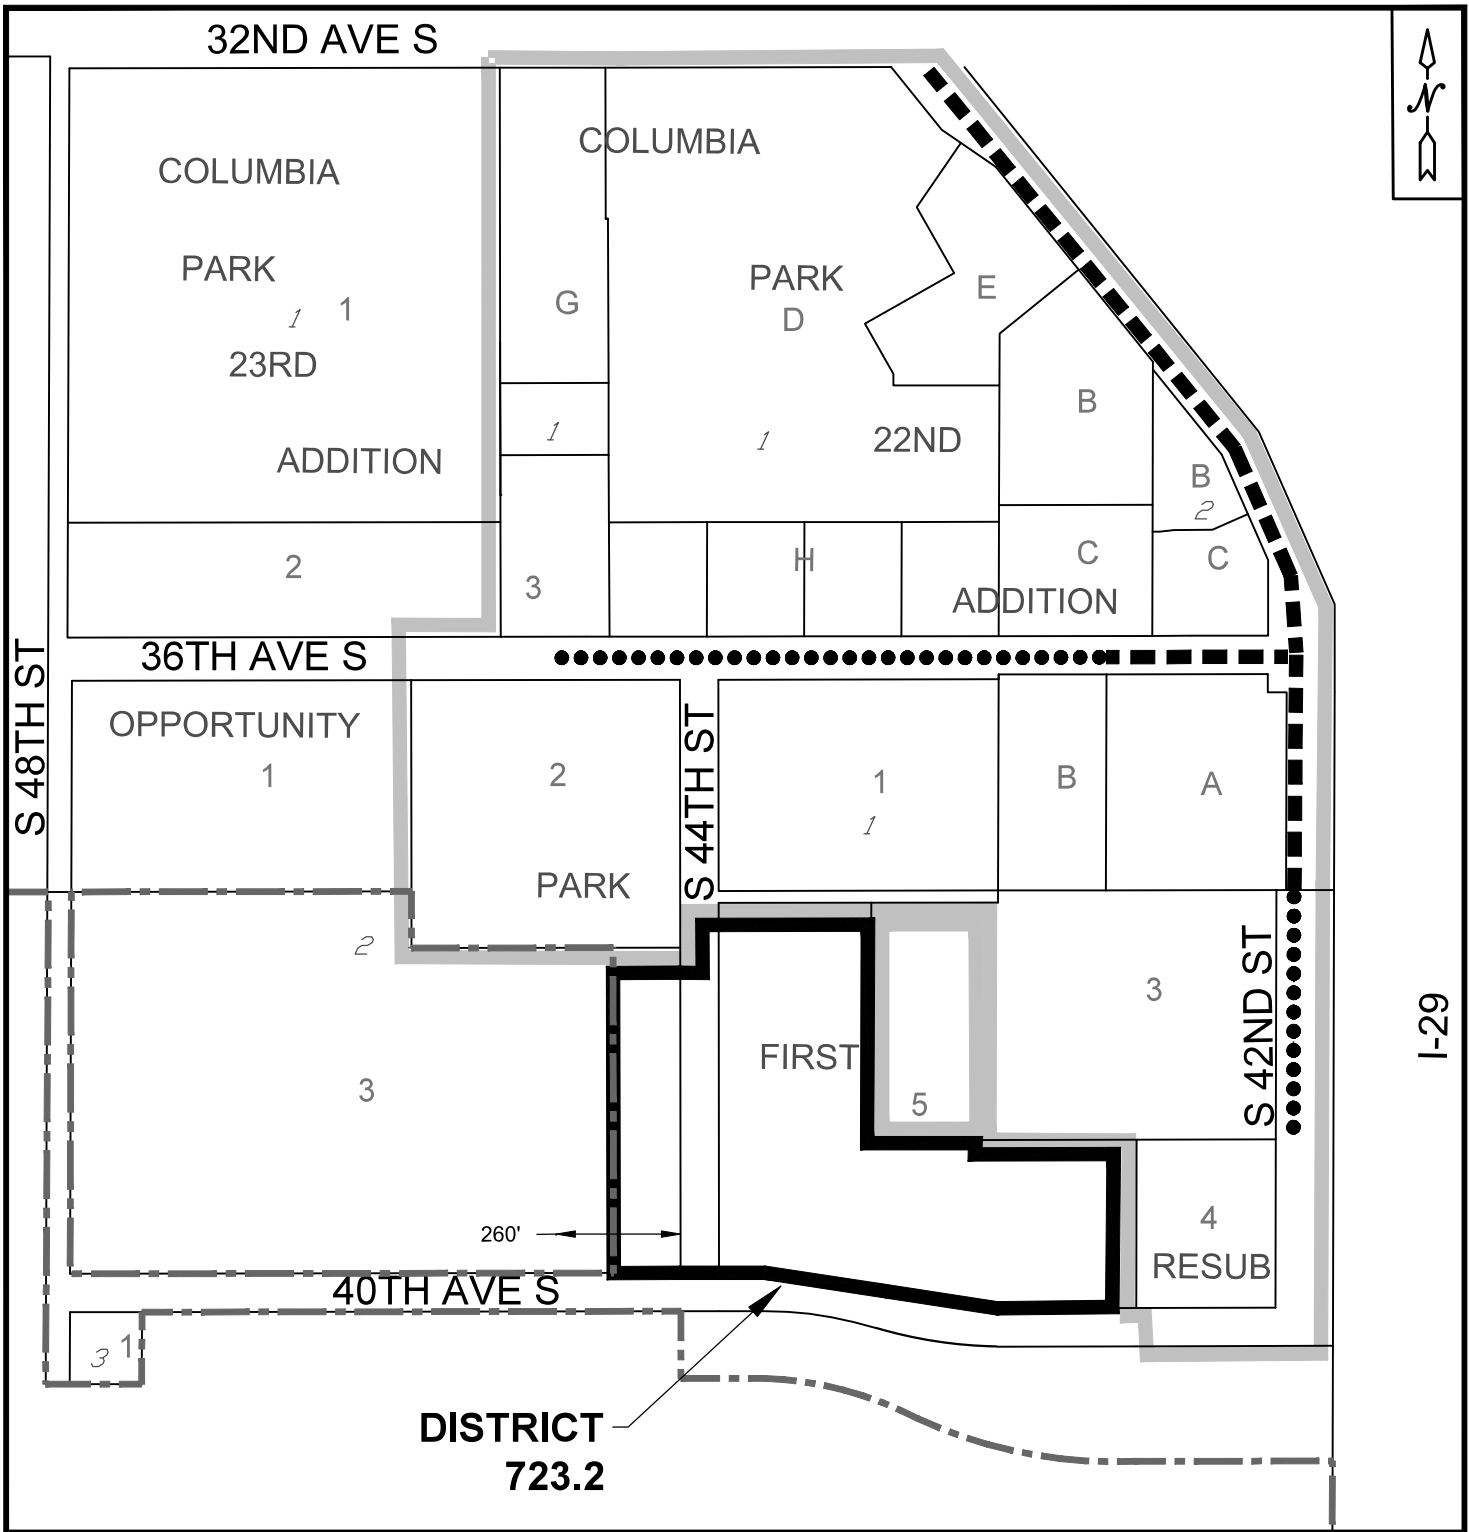 32ND AVE S
N
COLUMBIA
PARK
1
1
23RD
ADDITION
2
COLUMBIA
PARK
D
G
E
B
1
1
22ND
B
2
3
H
C
C
ADDITION
S 48TH ST
36TH AVE S
OPPORTUNITY
1
2
PARK
S 44TH ST
1
1
B
A
2
3
FIRST
5
3
S 42ND ST
I-29
260'
4
RESUB
40TH AVE S
1
3
DISTRICT
723.2